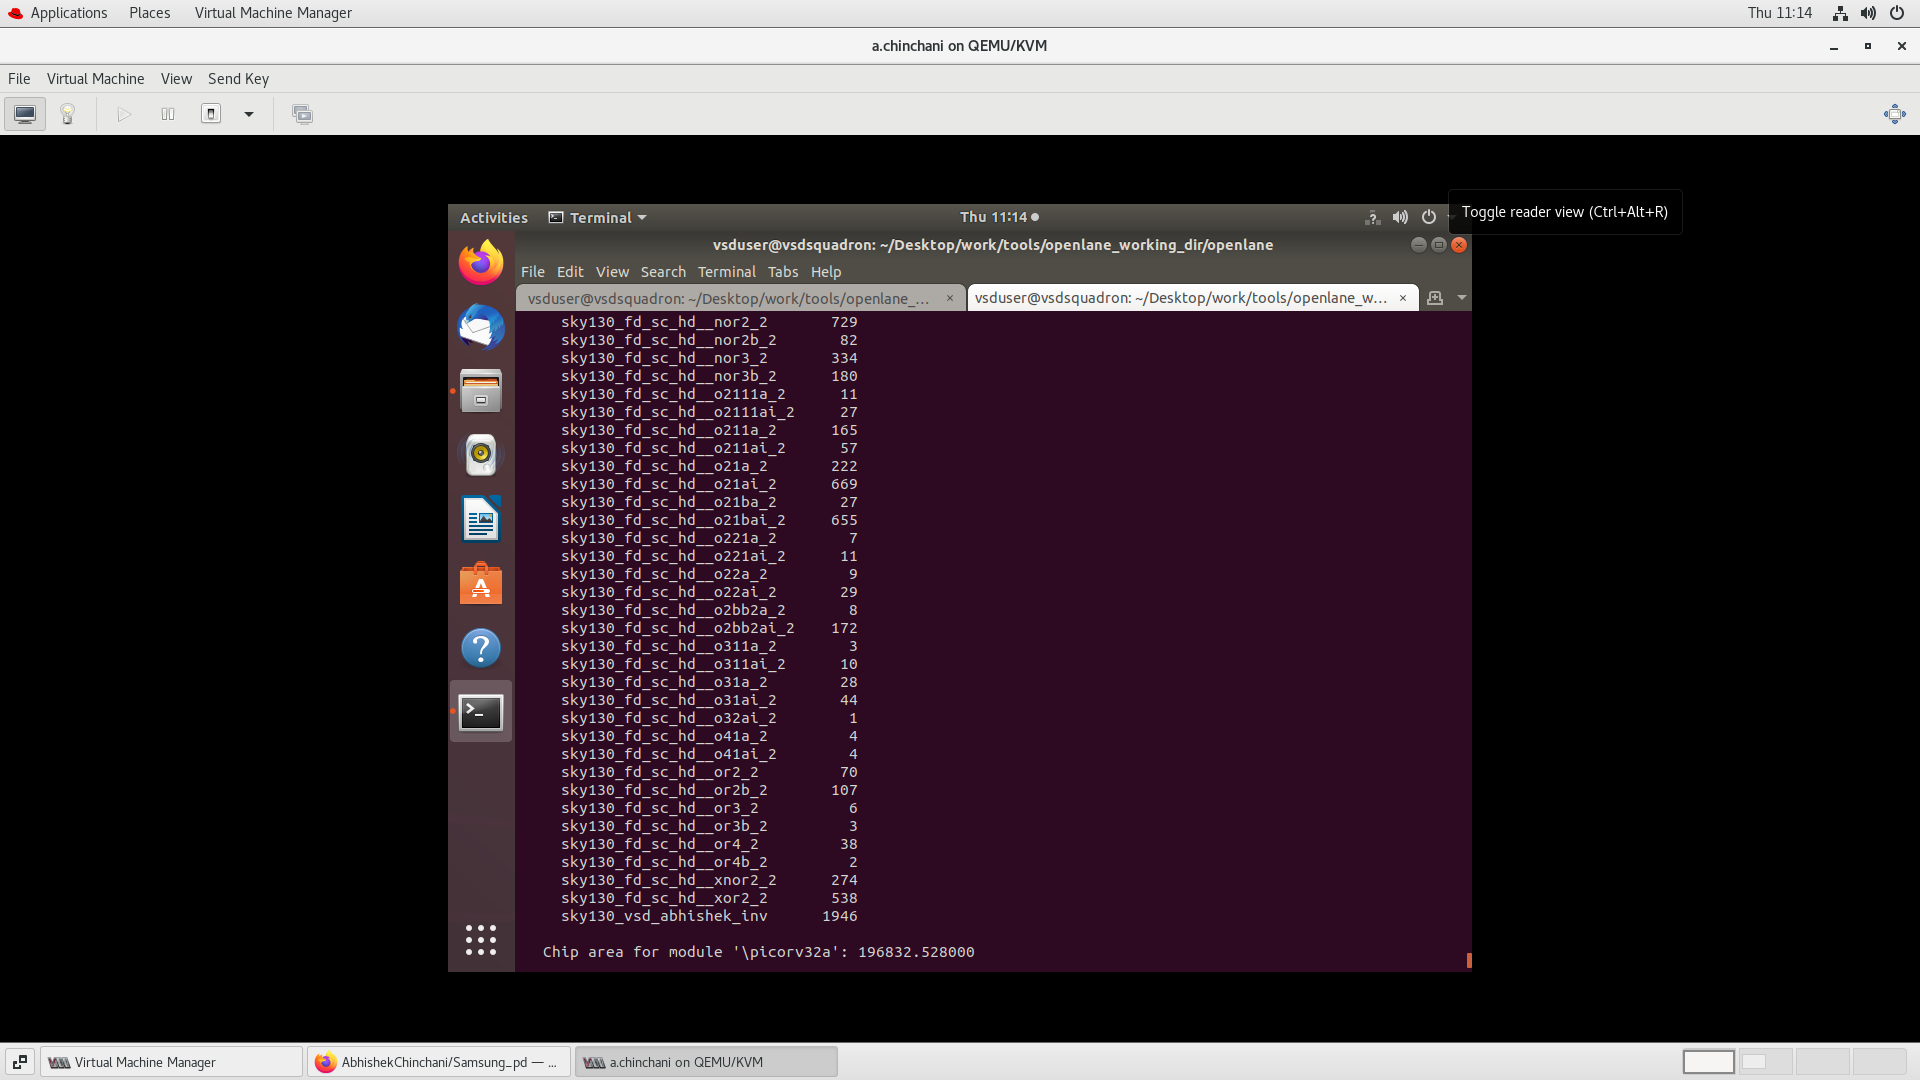 Applications Places Virtual Machine Manager Thu 11:14
a.chinchani on QEMU/KVM
File Virtual Machine View Send Key
Activities Terminal Thu 11:14
Toggle reader view (Ctrl+Alt+R)
vsduser@vsdsquadron: ~/Desktop/work/tools/openlane_working_dir/openlane
File Edit View Search Terminal Tabs Help
vsduser@vsdsquadron: ~/Desktop/work/tools/openlane_... × vsduser@vsdsquadron: ~/Desktop/work/tools/openlane_w... ×
sky130_fd_sc_hd__nor2_2 729
sky130_fd_sc_hd__nor2b_2 82
sky130_fd_sc_hd__nor3_2 334
sky130_fd_sc_hd__nor3b_2 180
sky130_fd_sc_hd__o2111a_2 11
sky130_fd_sc_hd__o2111ai_2 27
sky130_fd_sc_hd__o211a_2 165
sky130_fd_sc_hd__o211ai_2 57
sky130_fd_sc_hd__o21a_2 222
sky130_fd_sc_hd__o21ai_2 669
sky130_fd_sc_hd__o21ba_2 27
sky130_fd_sc_hd__o21bai_2 655
sky130_fd_sc_hd__o221a_2 7
sky130_fd_sc_hd__o221ai_2 11
sky130_fd_sc_hd__o22a_2 9
sky130_fd_sc_hd__o22ai_2 29
sky130_fd_sc_hd__o2bb2a_2 8
sky130_fd_sc_hd__o2bb2ai_2 172
sky130_fd_sc_hd__o311a_2 3
sky130_fd_sc_hd__o311ai_2 10
sky130_fd_sc_hd__o31a_2 28
sky130_fd_sc_hd__o31ai_2 44
sky130_fd_sc_hd__o32ai_2 1
sky130_fd_sc_hd__o41a_2 4
sky130_fd_sc_hd__o41ai_2 4
sky130_fd_sc_hd__or2_2 70
sky130_fd_sc_hd__or2b_2 107
sky130_fd_sc_hd__or3_2 6
sky130_fd_sc_hd__or3b_2 3
sky130_fd_sc_hd__or4_2 38
sky130_fd_sc_hd__or4b_2 2
sky130_fd_sc_hd__xnor2_2 274
sky130_fd_sc_hd__xor2_2 538
sky130_vsd_abhishek_inv 1946
Chip area for module '\picorv32a': 196832.528000
Virtual Machine Manager AbhishekChinchani/Samsung_pd — ... a.chinchani on QEMU/KVM